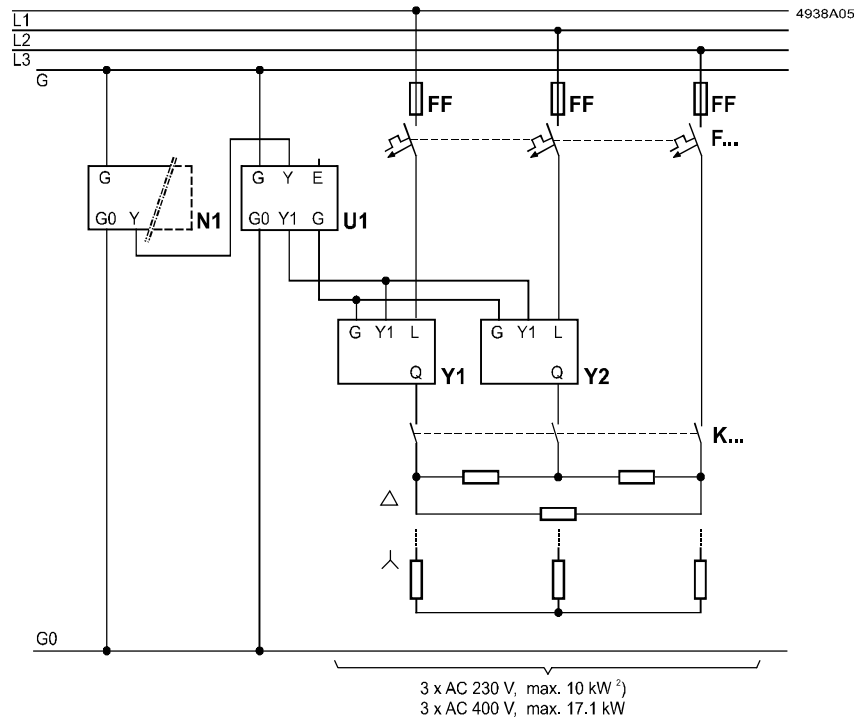 4938A05
L1
L2
L3
G
FF FF FF
F...
G
G0 Y
N1
G Y E
G0 Y1 G
U1
G Y1 L
Q
Y1
G Y1 L
Q
Y2
K...
G0
3 x AC 230 V, max. 10 kW ²)
3 x AC 400 V, max. 17.1 kW